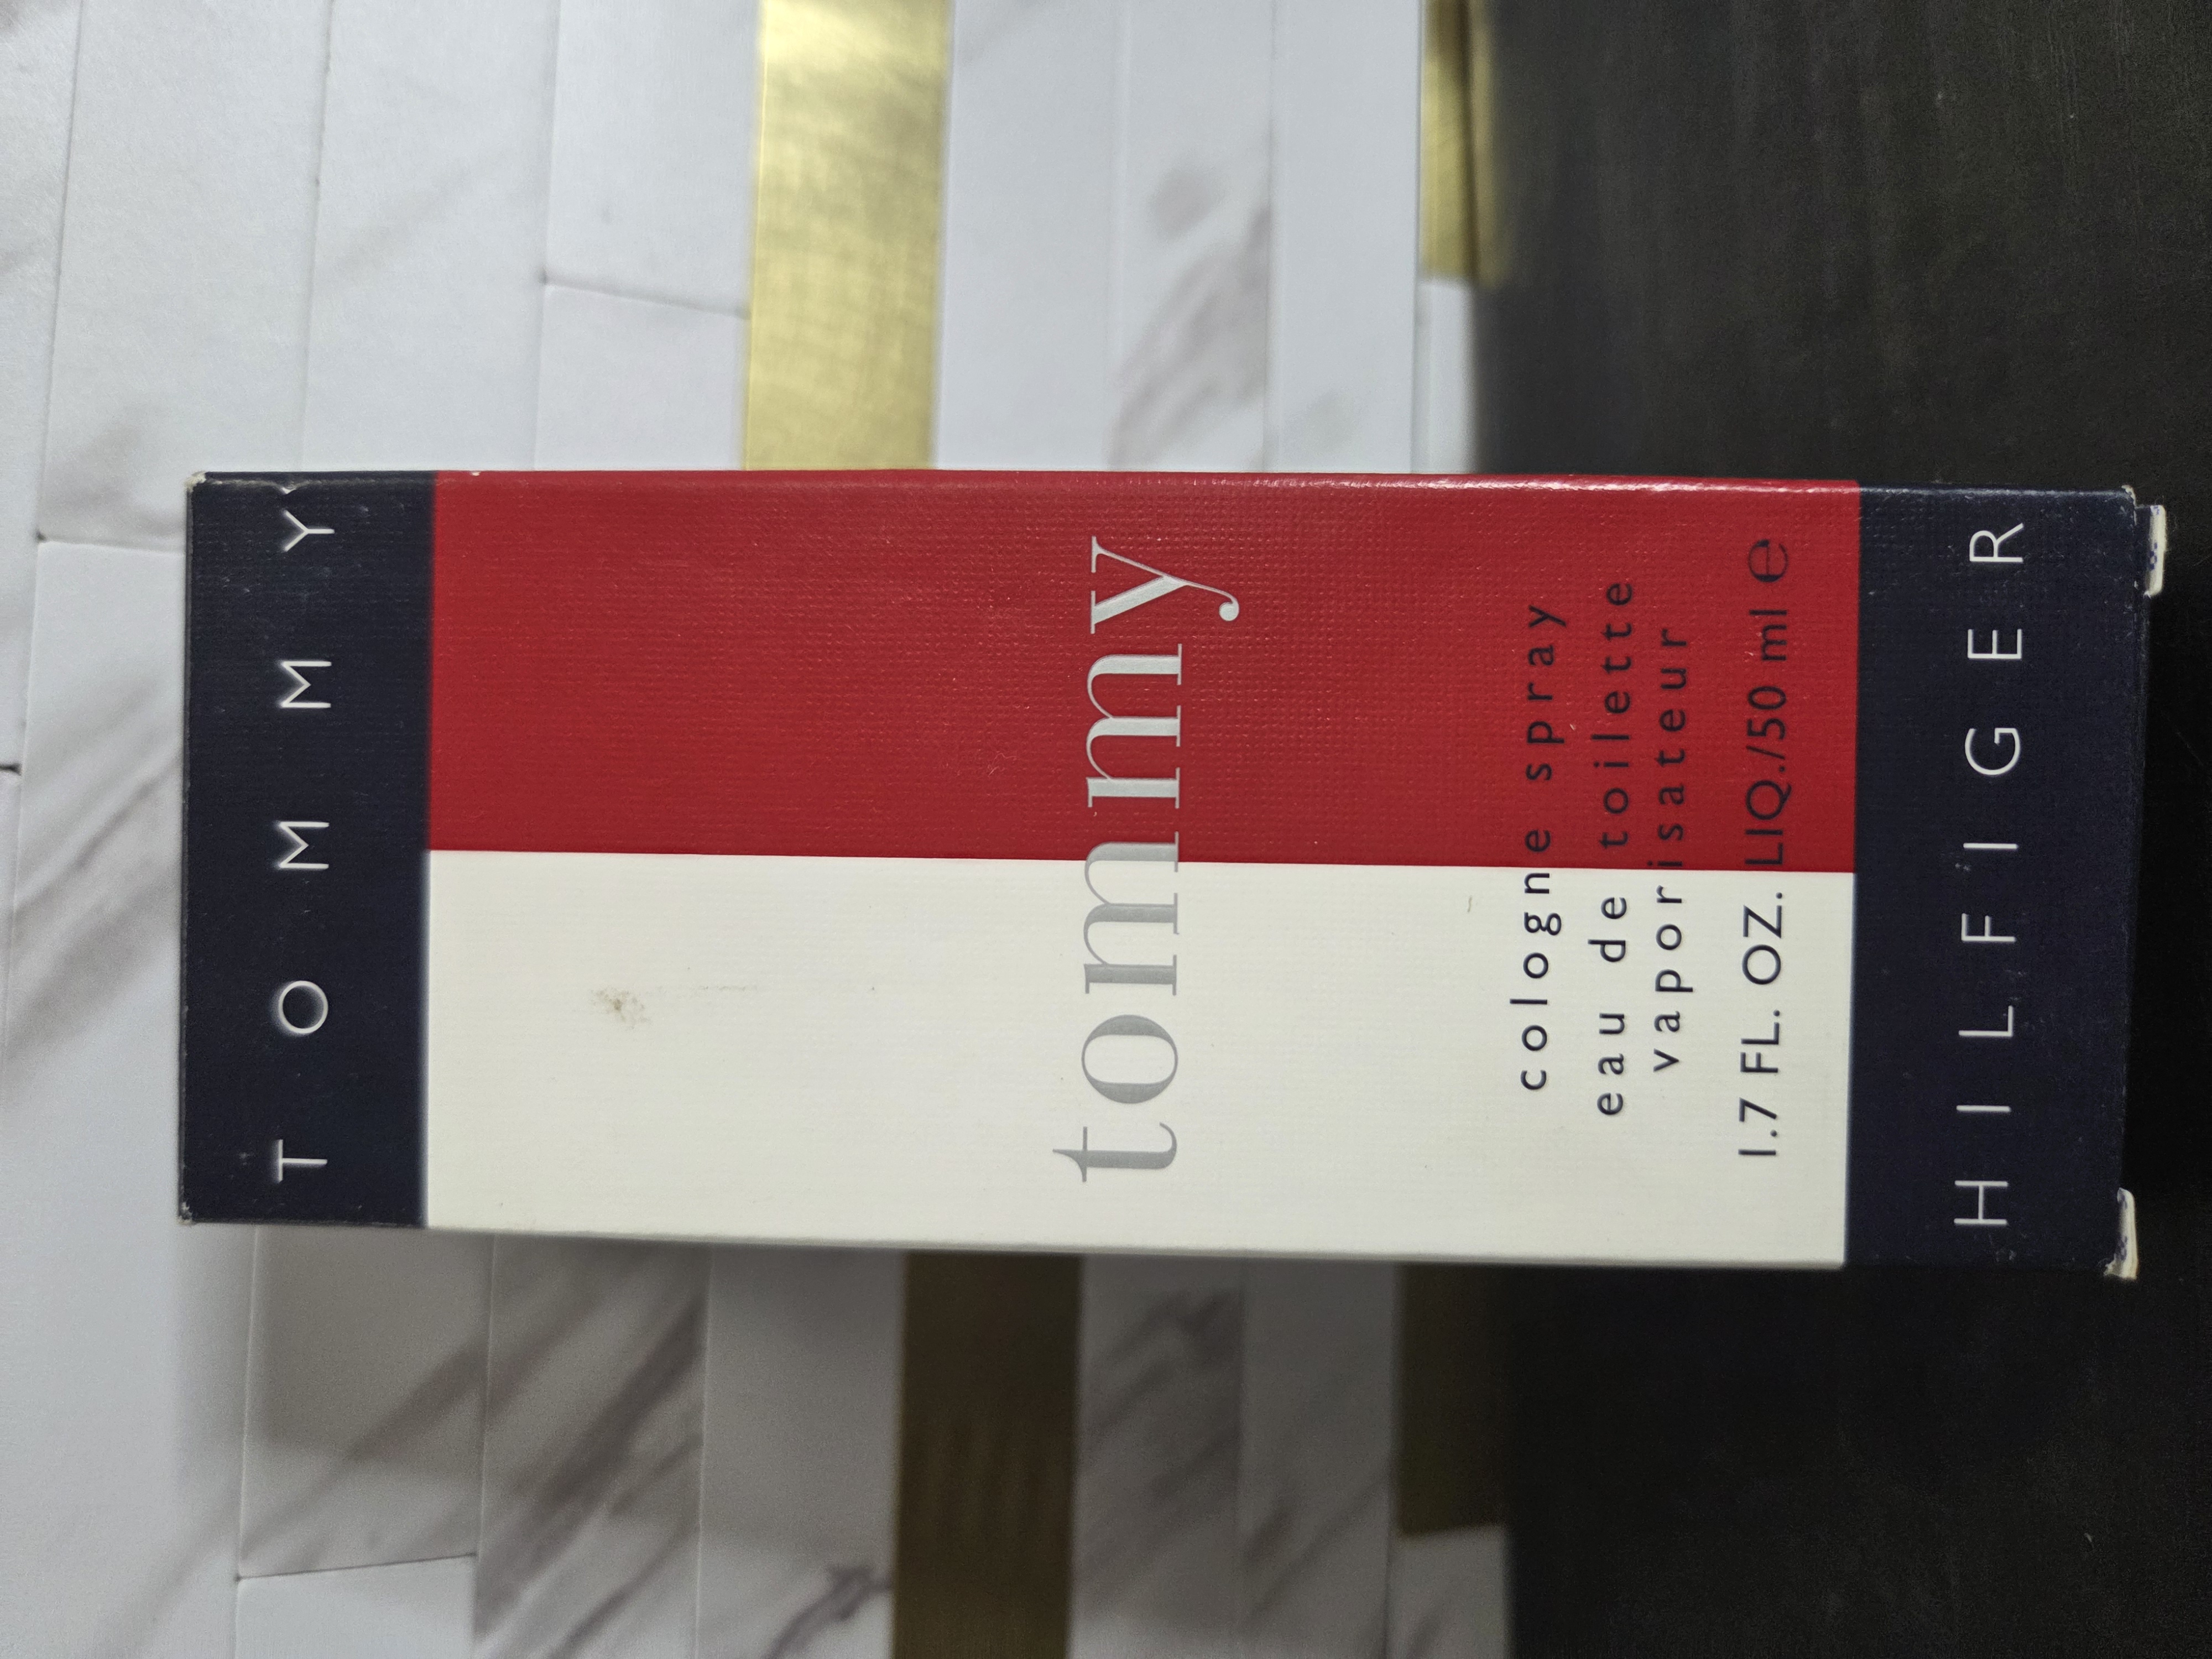 TOMMY
tommy
cologne spray
eau de toilette
vaporisateur
1.7 FL. OZ. LIQ./50 ml ℮
HILFIGER